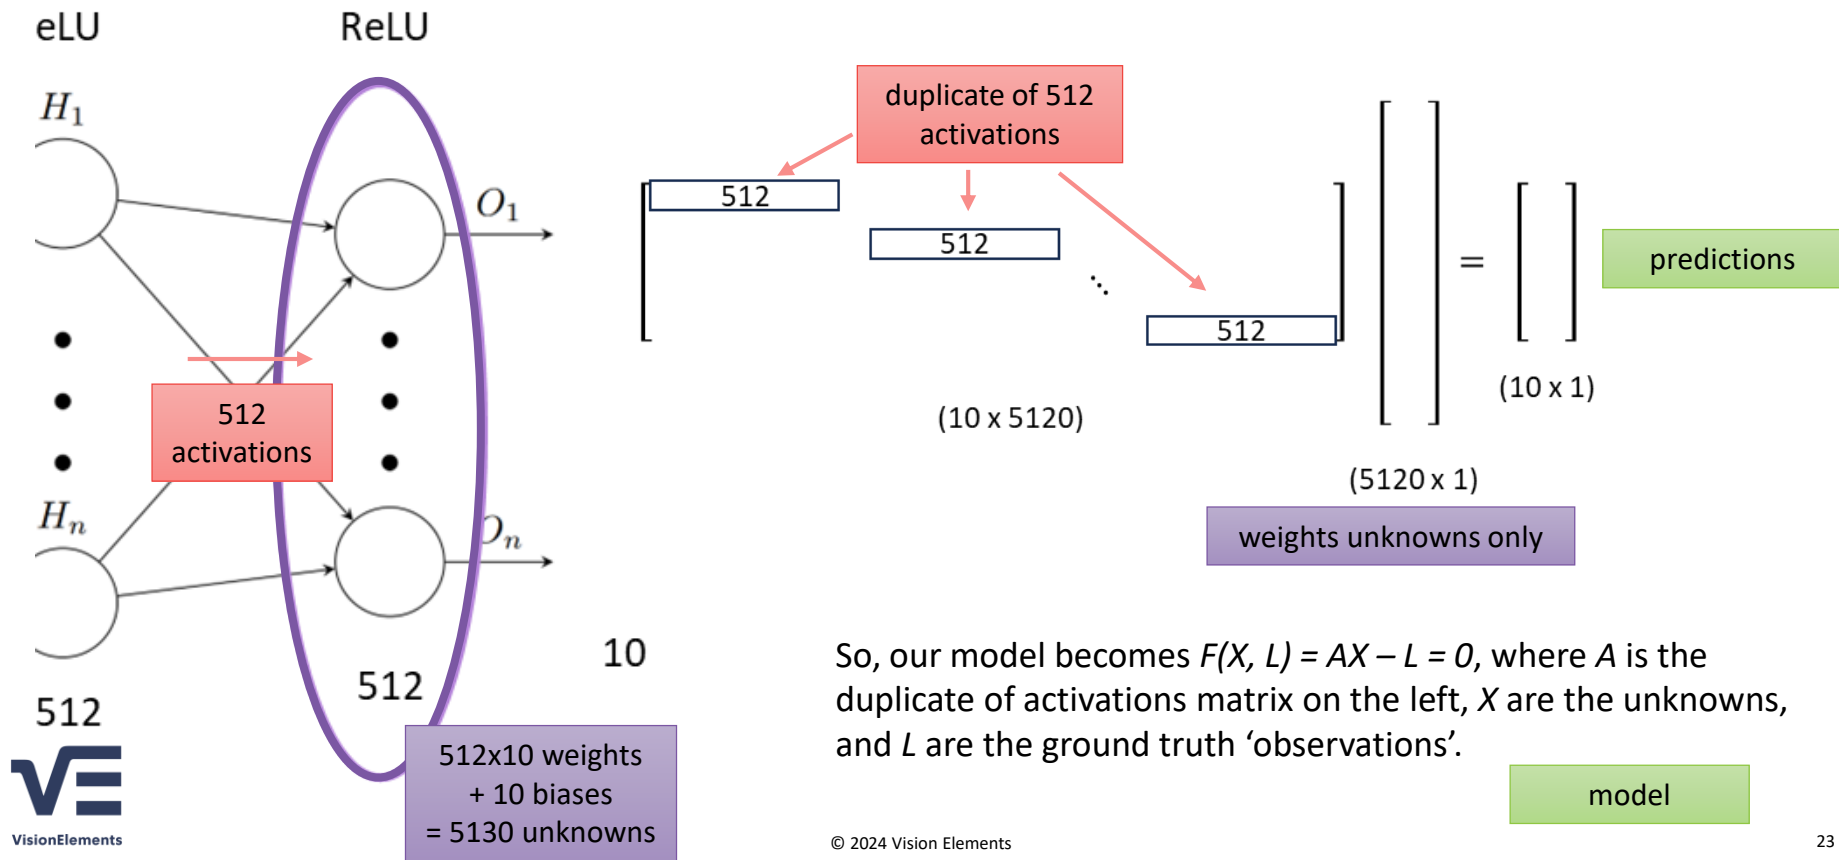 eLU
ReLU
H1
O1
512
activations
Hn
On
512
512
10
512x10 weights
+ 10 biases
= 5130 unknowns
duplicate of 512
activations
512
512
512
=
predictions
(10 x 5120)
(10 x 1)
(5120 x 1)
weights unknowns only
So, our model becomes F(X, L) = AX – L = 0, where A is the
duplicate of activations matrix on the left, X are the unknowns,
and L are the ground truth ‘observations’.
model
VE
VisionElements
© 2024 Vision Elements
23